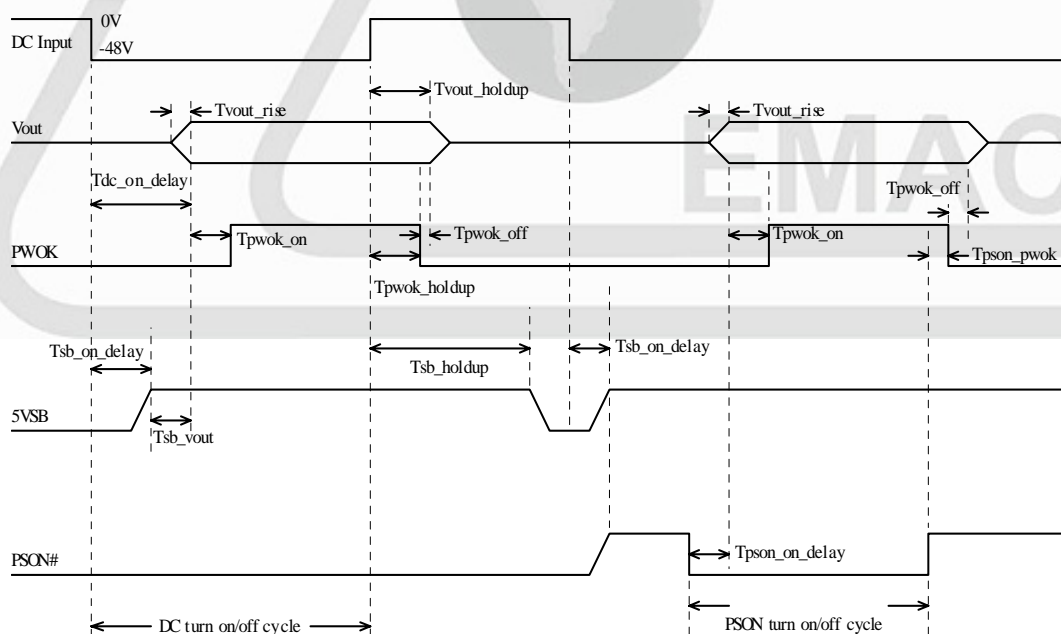 0V
DC Input
-48V
Tvout_holdup
Tvout_rise
Tvout_rise
Vout
EMAC
Tdc_on_delay
Tpwok_off
Tpwok_on
Tpwok_off
Tpwok_on
PWOK
Tpson_pwok
Tpwok_holdup
Tsb_on_delay
Tsb_on_delay
Tsb_holdup
5VSB
Tsb_vout
PSON#
Tpson_on_delay
DC turn on/off cycle
PSON turn on/off cycle